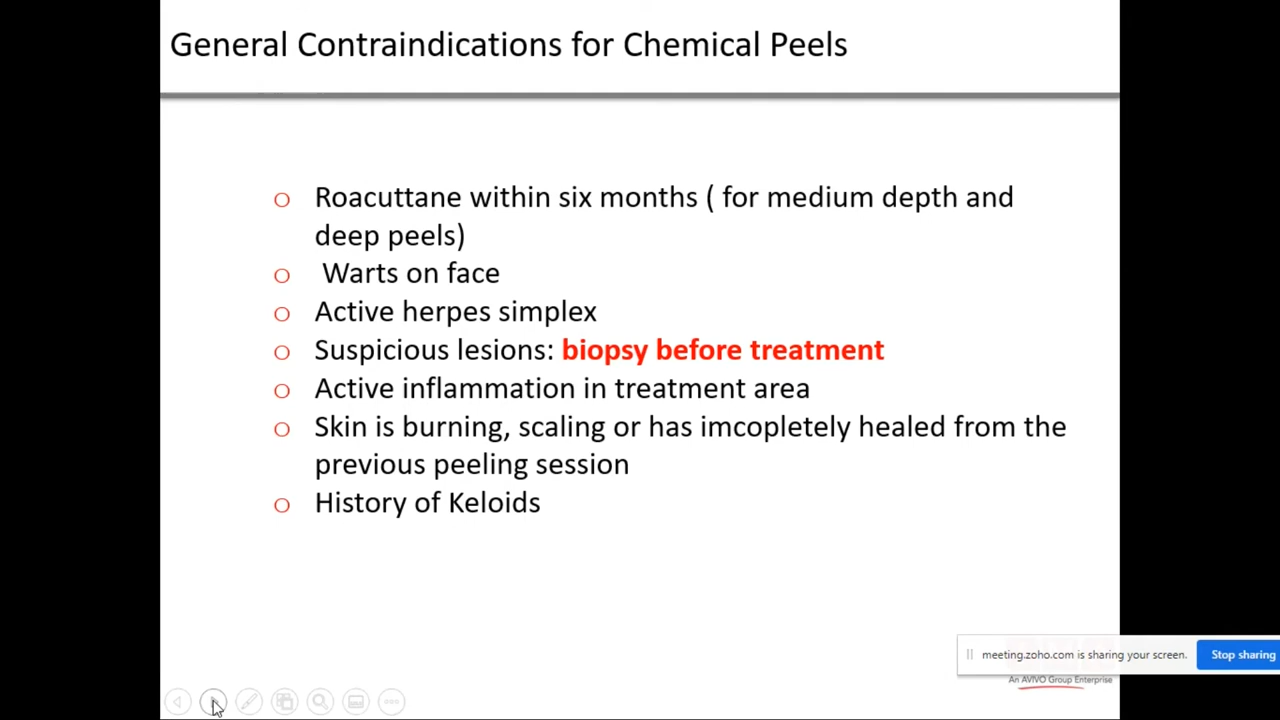 General Contraindications for Chemical Peels
o Roacuttane within six months ( for medium depth and
deep peels)
o Warts on face
o Active herpes simplex
o Suspicious lesions: biopsy before treatment
o Active inflammation in treatment area
o Skin is burning, scaling or has imcopletely healed from the
previous peeling session
o History of Keloids
meeting.zoho.com is sharing your screen. Stop sharing
An AVIVO Group Enterprise